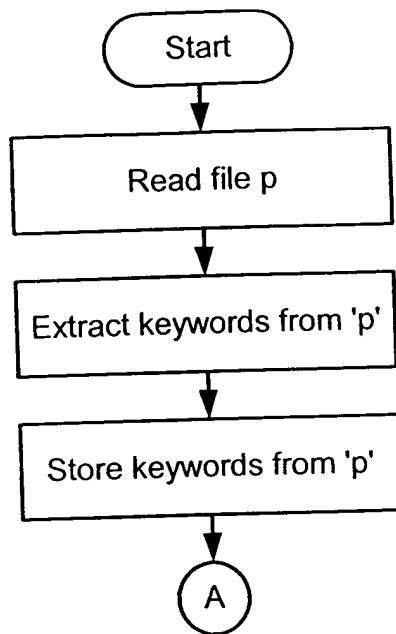 Start
Read file p
Extract keywords from 'p'
Store keywords from 'p'
A